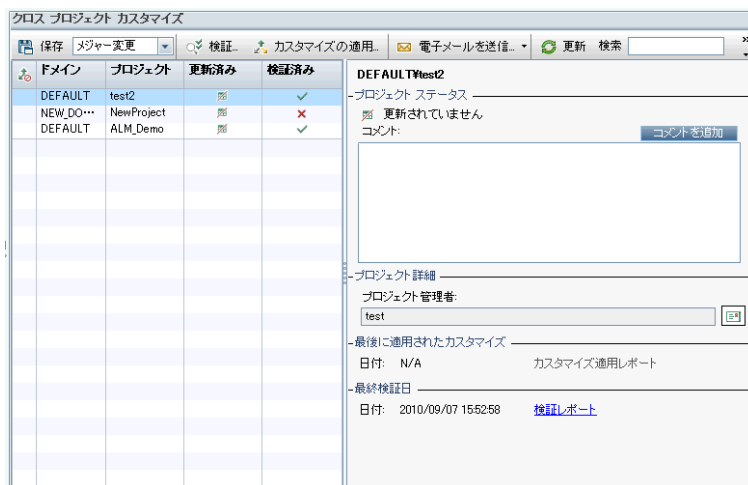 クロス プロジェクト カスタマイズ
保存 メジャー変更 検証... カスタマイズの適用... 電子メールを送信... 更新 検索
ドメイン プロジェクト 更新済み 検証済み
DEFAULT test2
NEW_DO… NewProject
DEFAULT ALM_Demo
DEFAULT¥test2
プロジェクト ステータス
更新されていません
コメント:
コメントを追加
プロジェクト詳細
プロジェクト管理者:
test
最後に適用されたカスタマイズ
日付: N/A カスタマイズ適用レポート
最終検証日
日付: 2010/09/07 15:52:58 検証レポート